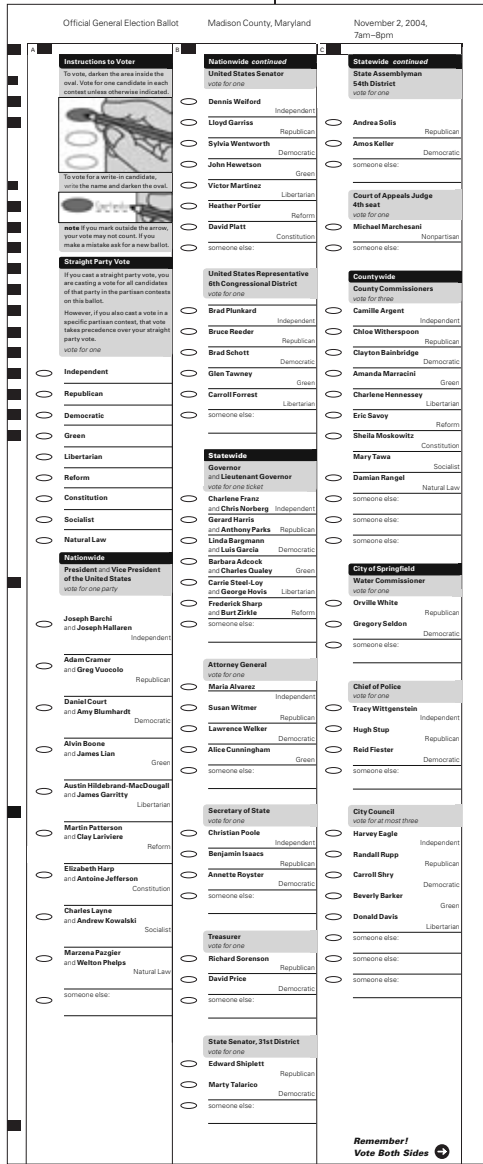 Official General Election Ballot
Madison County, Maryland
November 2, 2004,
7am–8pm
A
Instructions to Voter
To vote, darken the area inside the
oval. Vote for one candidate in each
contest unless otherwise indicated.
To vote for a write-in candidate,
write the name and darken the oval.
note If you mark outside the arrow,
your vote may not count. If you
make a mistake ask for a new ballot.
Straight Party Vote
If you cast a straight party vote, you
are casting a vote for all candidates
of that party in the partisan contests
on this ballot.
However, if you also cast a vote in a
specific partisan contest, that vote
takes precedence over your straight
party vote.
vote for one
Independent
Republican
Democratic
Green
Libertarian
Reform
Constitution
Socialist
Natural Law
Nationwide
President and Vice President
of the United States
vote for one party
Joseph Barchi
and Joseph Hallaren
Independent
Adam Cramer
and Greg Vuocolo
Republican
Daniel Court
and Amy Blumhardt
Democratic
Alvin Boone
and James Lian
Green
Austin Hildebrand-MacDougall
and James Garritty
Libertarian
Martin Patterson
and Clay Lariviere
Reform
Elizabeth Harp
and Antoine Jefferson
Constitution
Charles Layne
and Andrew Kowalski
Socialist
Marzena Pazgier
and Welton Phelps
Natural Law
someone else:
B
Nationwide continued
United States Senator
vote for one
Dennis Weiford
Independent
Lloyd Garriss
Republican
Sylvia Wentworth
Democratic
John Hewetson
Green
Victor Martinez
Libertarian
Heather Portier
Reform
David Platt
Constitution
someone else:
United States Representative
6th Congressional District
vote for one
Brad Plunkard
Independent
Bruce Reeder
Republican
Brad Schott
Democratic
Glen Tawney
Green
Carroll Forrest
Libertarian
someone else:
Statewide
Governor
and Lieutenant Governor
vote for one ticket
Charlene Franz
and Chris Norberg Independent
Gerard Harris
and Anthony Parks Republican
Linda Bargmann
and Luis Garcia Democratic
Barbara Adcock
and Charles Qualey Green
Carrie Steel-Loy
and George Hovis Libertarian
Frederick Sharp
and Burt Zirkle Reform
someone else:
Attorney General
vote for one
Maria Alvarez
Independent
Susan Witmer
Republican
Lawrence Welker
Democratic
Alice Cunningham
Green
someone else:
Secretary of State
vote for one
Christian Poole
Independent
Benjamin Isaacs
Republican
Annette Royster
Democratic
someone else:
Treasurer
vote for one
Richard Sorenson
Republican
David Price
Democratic
someone else:
State Senator, 31st District
vote for one
Edward Shiplett
Republican
Marty Talarico
Democratic
someone else:
C
Statewide continued
State Assemblyman
54th District
vote for one
Andrea Solis
Republican
Amos Keller
Democratic
someone else:
Court of Appeals Judge
4th seat
vote for one
Michael Marchesani
Nonpartisan
someone else:
Countywide
County Commissioners
vote for three
Camille Argent
Independent
Chloe Witherspoon
Republican
Clayton Bainbridge
Democratic
Amanda Marracini
Green
Charlene Hennessey
Libertarian
Eric Savoy
Reform
Sheila Moskowitz
Constitution
Mary Tawa
Socialist
Damian Rangel
Natural Law
someone else:
someone else:
someone else:
City of Springfield
Water Commissioner
vote for one
Orville White
Republican
Gregory Seldon
Democratic
someone else:
Chief of Police
vote for one
Tracy Wittgenstein
Independent
Hugh Stup
Republican
Reid Fiester
Democratic
someone else:
City Council
vote for at most three
Harvey Eagle
Independent
Randall Rupp
Republican
Carroll Shry
Democratic
Beverly Barker
Green
Donald Davis
Libertarian
someone else:
someone else:
someone else:
Remember!
Vote Both Sides